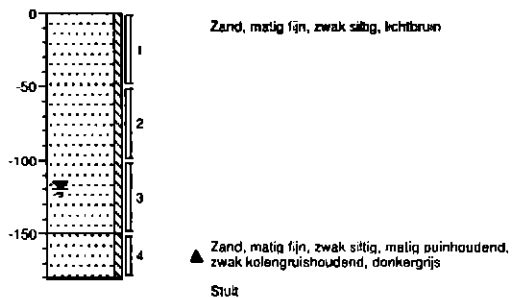 0
Zand, matig fijn, zwak siltig, lichtbruin
1
-50
2
-100
3
-150
4
Zand, matig fijn, zwak siltig, matig puinhoudend,
zwak kolengruishoudend, donkergrijs
Stuit